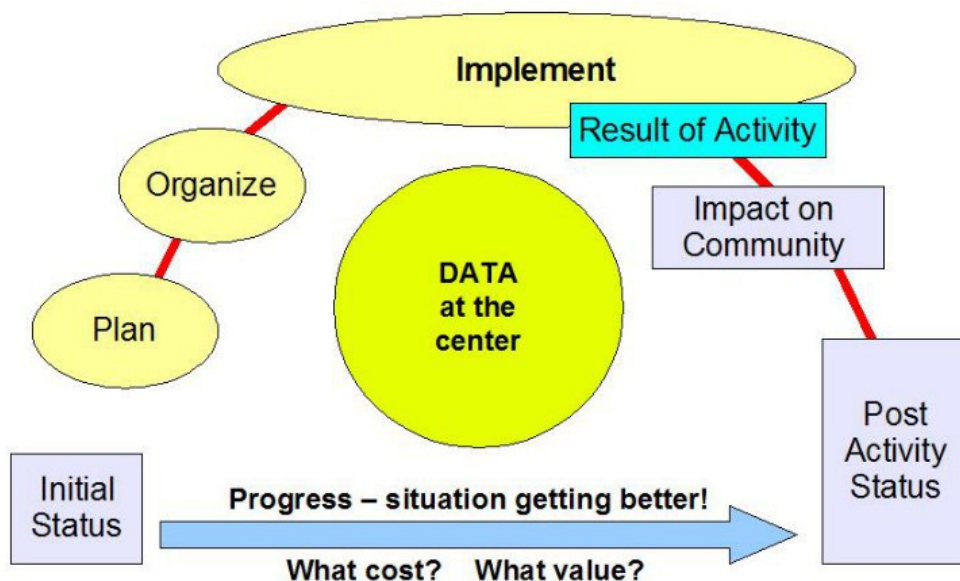 Implement
Result of Activity
Organize
Impact on
Community
DATA
at the
center
Plan
Post
Activity
Status
Initial
Status
Progress – situation getting better!
What cost? What value?